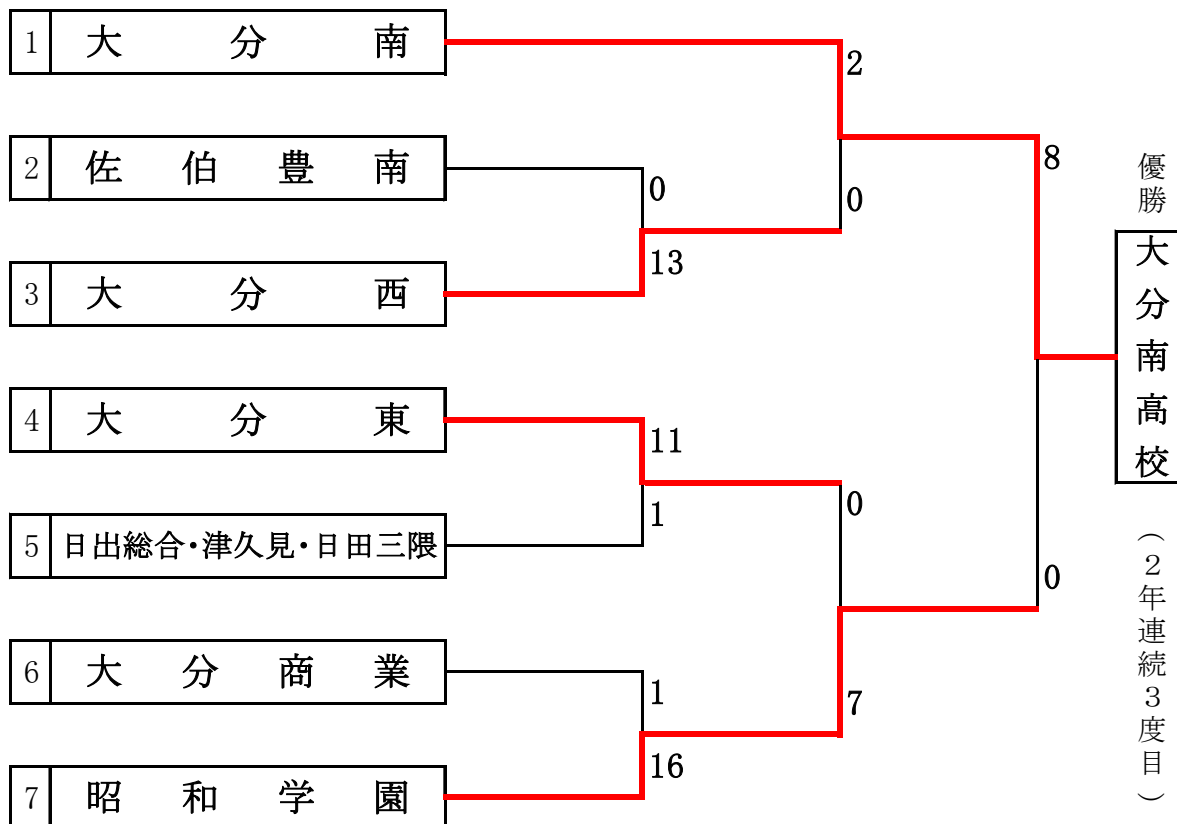 1 大分南
2 佐伯豊南
3 大分西
4 大分東
5 日出総合・津久見・日田三隈
6 大分商業
7 昭和学園
0
13
11
1
1
16
2
0
0
7
8
0
優勝
大分南高校
（２年連続３度目）